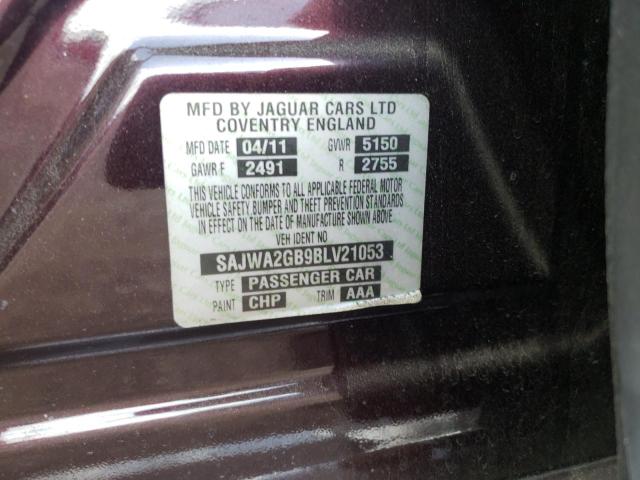 MFD BY JAGUAR CARS LTD
COVENTRY ENGLAND
MFD DATE 04/11 GVWR 5150
GAWR F 2491 R 2755
THIS VEHICLE CONFORMS TO ALL APPLICABLE FEDERAL MOTOR
VEHICLE SAFETY BUMPER AND THEFT PREVENTION STANDARDS
IN EFFECT ON THE DATE OF MANUFACTURE SHOWN ABOVE.
VEH IDENT NO
SAJWA2GB9BLV21053
TYPE PASSENGER CAR
PAINT CHP TRIM AAA